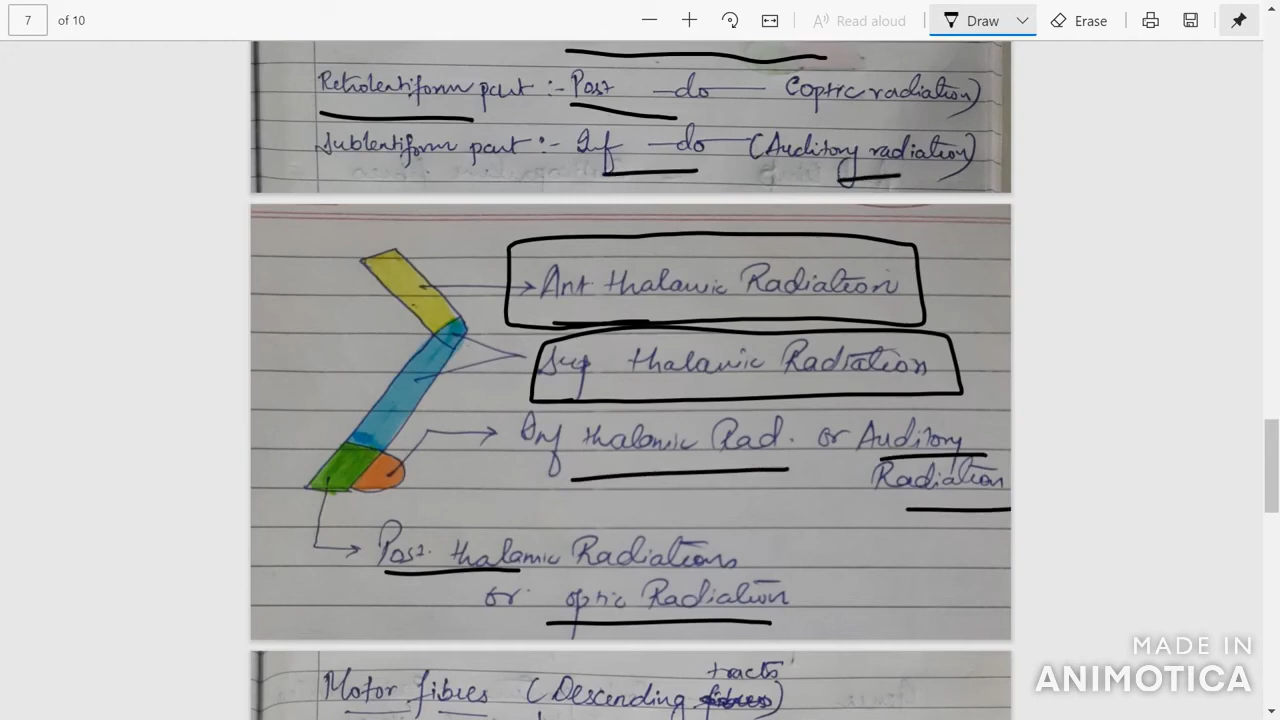 7 of 10 Read aloud Draw Erase
Retrolentiform part :- Post —do— (optic radiation)
Sublentiform part :- Inf —do— (Auditory radiation)
Ant thalamic Radiation
Sup thalamic Radiation
Inf thalamic Rad. or Auditory
Radiation
Post. thalamic Radiations
or optic Radiation
tracts
Motor fibres (Descending fibres)
MADE IN
ANIMOTICA